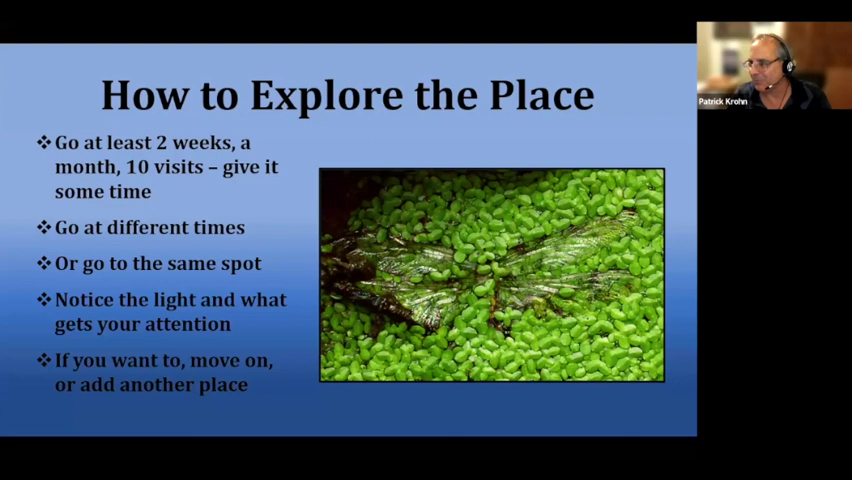 How to Explore the Place
❖Go at least 2 weeks, a
month, 10 visits – give it
some time
❖Go at different times
❖Or go to the same spot
❖Notice the light and what
gets your attention
❖If you want to, move on,
or add another place
Patrick Krohn